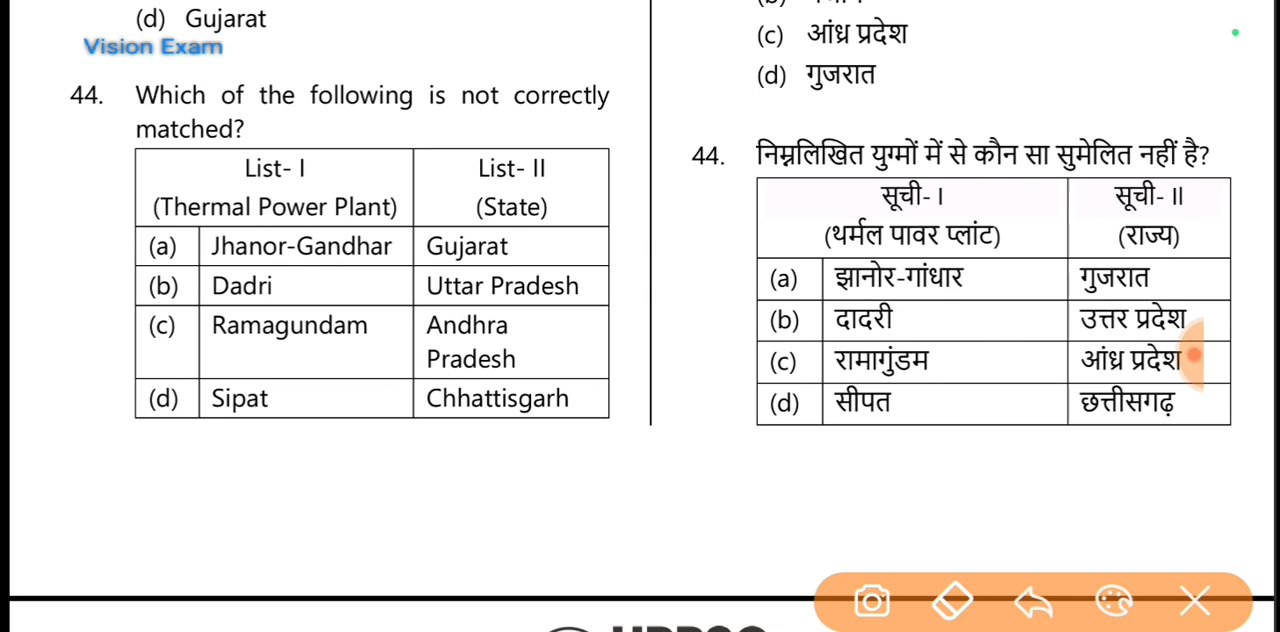 (d) Gujarat
Vision Exam
44. Which of the following is not correctly
matched?
List- I
(Thermal Power Plant)
List- II
(State)
(a) Jhanor-Gandhar Gujarat
(b) Dadri Uttar Pradesh
(c) Ramagundam Andhra
Pradesh
(d) Sipat Chhattisgarh
(c) आंध्र प्रदेश
(d) गुजरात
44. निम्नलिखित युग्मों में से कौन सा सुमेलित नहीं है?
सूची- I
(थर्मल पावर प्लांट)
सूची- II
(राज्य)
(a) झानोर-गांधार गुजरात
(b) दादरी उत्तर प्रदेश
(c) रामागुंडम आंध्र प्रदेश
(d) सीपत छत्तीसगढ़